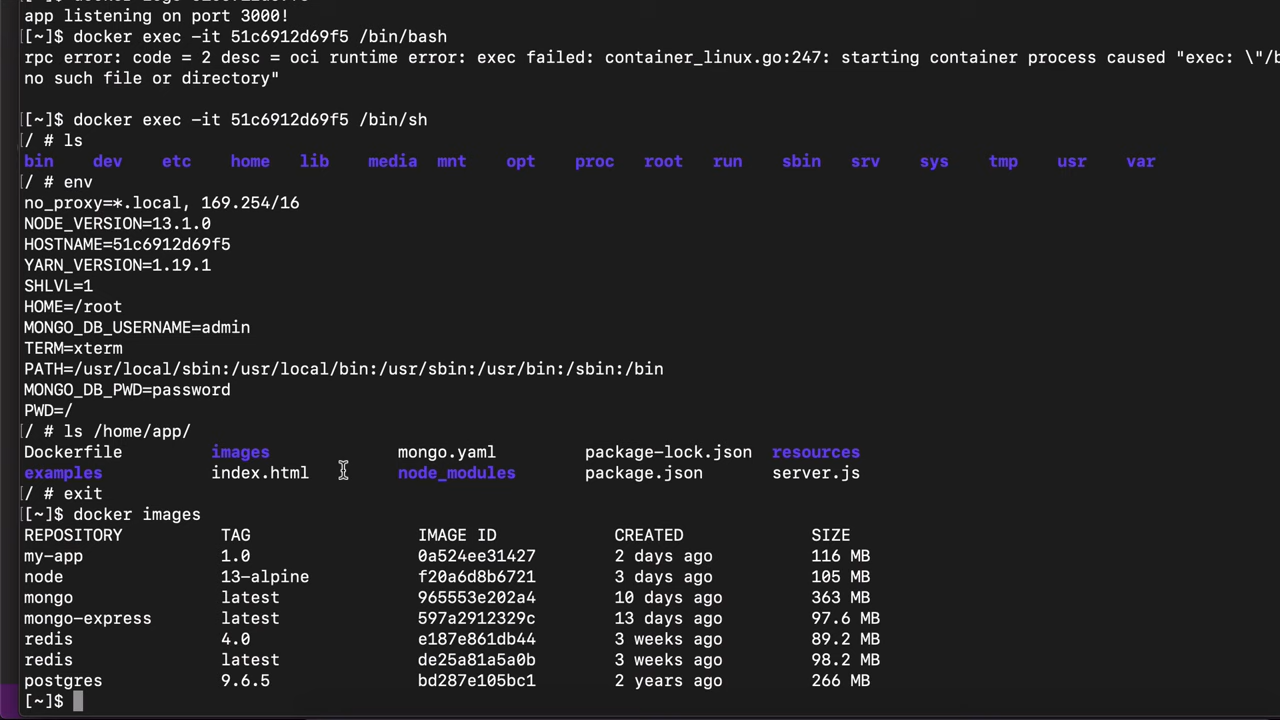 app listening on port 3000!
[~]$ docker exec -it 51c6912d69f5 /bin/bash
rpc error: code = 2 desc = oci runtime error: exec failed: container_linux.go:247: starting container process caused "exec: \"/b
no such file or directory"
[~]$ docker exec -it 51c6912d69f5 /bin/sh
/ # ls
bin dev etc home lib media mnt opt proc root run sbin srv sys tmp usr var
/ # env
no_proxy=*.local, 169.254/16
NODE_VERSION=13.1.0
HOSTNAME=51c6912d69f5
YARN_VERSION=1.19.1
SHLVL=1
HOME=/root
MONGO_DB_USERNAME=admin
TERM=xterm
PATH=/usr/local/sbin:/usr/local/bin:/usr/sbin:/usr/bin:/sbin:/bin
MONGO_DB_PWD=password
PWD=/
/ # ls /home/app/
Dockerfile images mongo.yaml package-lock.json resources
examples index.html node_modules package.json server.js
/ # exit
[~]$ docker images
REPOSITORY TAG IMAGE ID CREATED SIZE
my-app 1.0 0a524ee31427 2 days ago 116 MB
node 13-alpine f20a6d8b6721 3 days ago 105 MB
mongo latest 965553e202a4 10 days ago 363 MB
mongo-express latest 597a2912329c 13 days ago 97.6 MB
redis 4.0 e187e861db44 3 weeks ago 89.2 MB
redis latest de25a81a5a0b 3 weeks ago 98.2 MB
postgres 9.6.5 bd287e105bc1 2 years ago 266 MB
[~]$